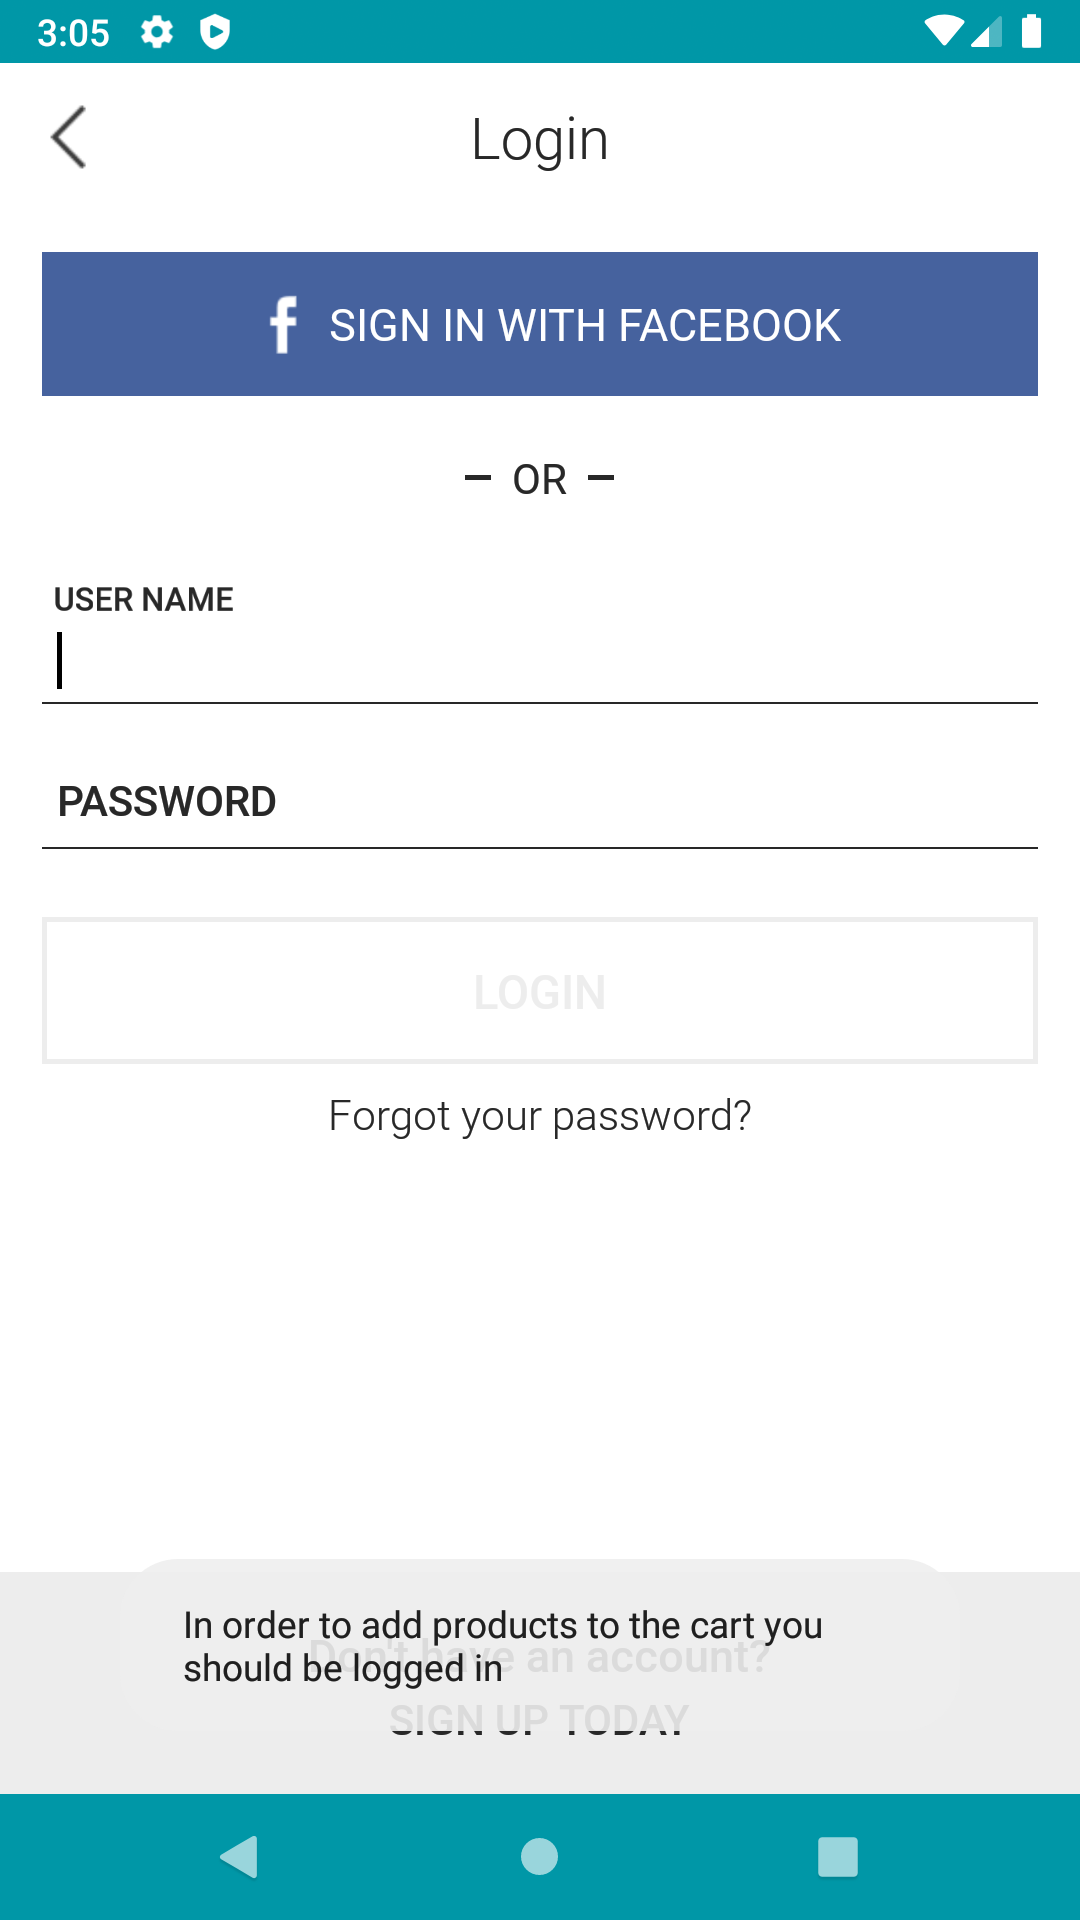 3:05
Login
SIGN IN WITH FACEBOOK
OR
USER NAME
PASSWORD
LOGIN
Forgot your password?
In order to add products to the cart you
should be logged in
Don't have an account?
SIGN UP TODAY